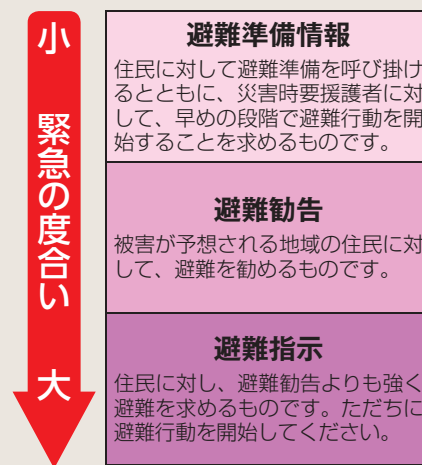 小
緊急の度合い
大
避難準備情報
住民に対して避難準備を呼び掛け
るとともに、災害時要援護者に対
して、早めの段階で避難行動を開
始することを求めるものです。
避難勧告
被害が予想される地域の住民に対
して、避難を勧めるものです。
避難指示
住民に対し、避難勧告よりも強く
避難を求めるものです。ただちに
避難行動を開始してください。